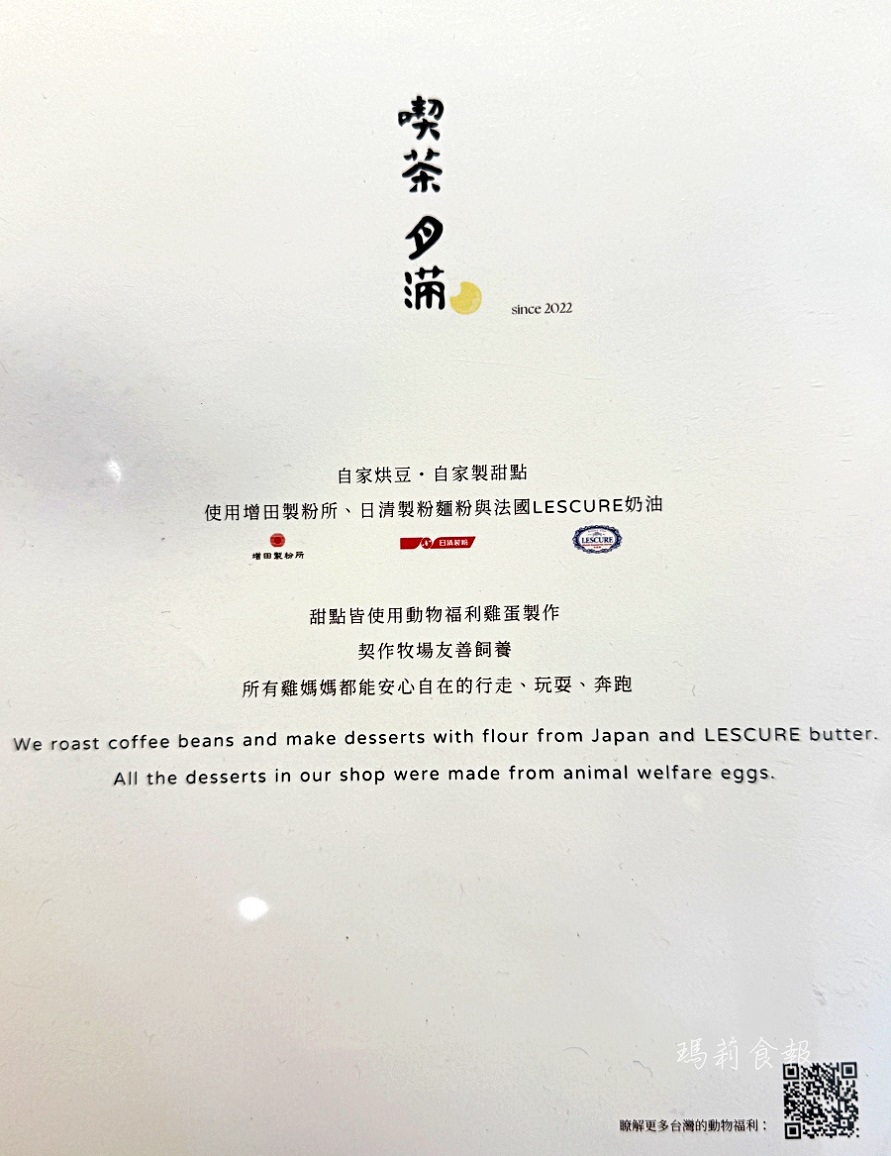 喫茶月滿
since 2022
自家烘豆・自家製甜點
使用增田製粉所、日清製粉麵粉與法國LESCURE奶油
増田製粉所
日清製粉
LESCURE
甜點皆使用動物福利雞蛋製作
契作牧場友善飼養
所有雞媽媽都能安心自在的行走、玩耍、奔跑
We roast coffee beans and make desserts with flour from Japan and LESCURE butter.
All the desserts in our shop were made from animal welfare eggs.
瑪莉食報
瞭解更多台灣的動物福利：